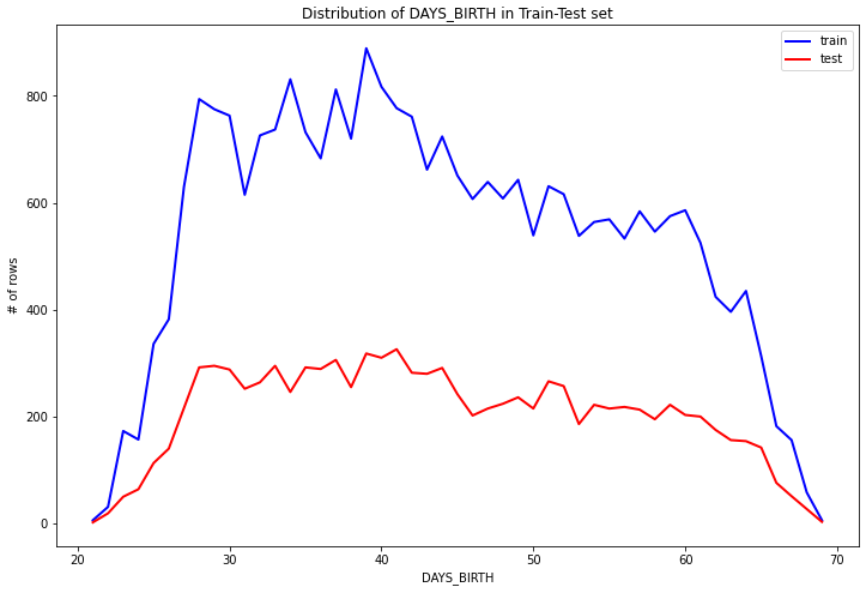 Distribution of DAYS_BIRTH in Train-Test set
train
test
800
600
400
200
0
# of rows
20 30 40 50 60 70
DAYS_BIRTH